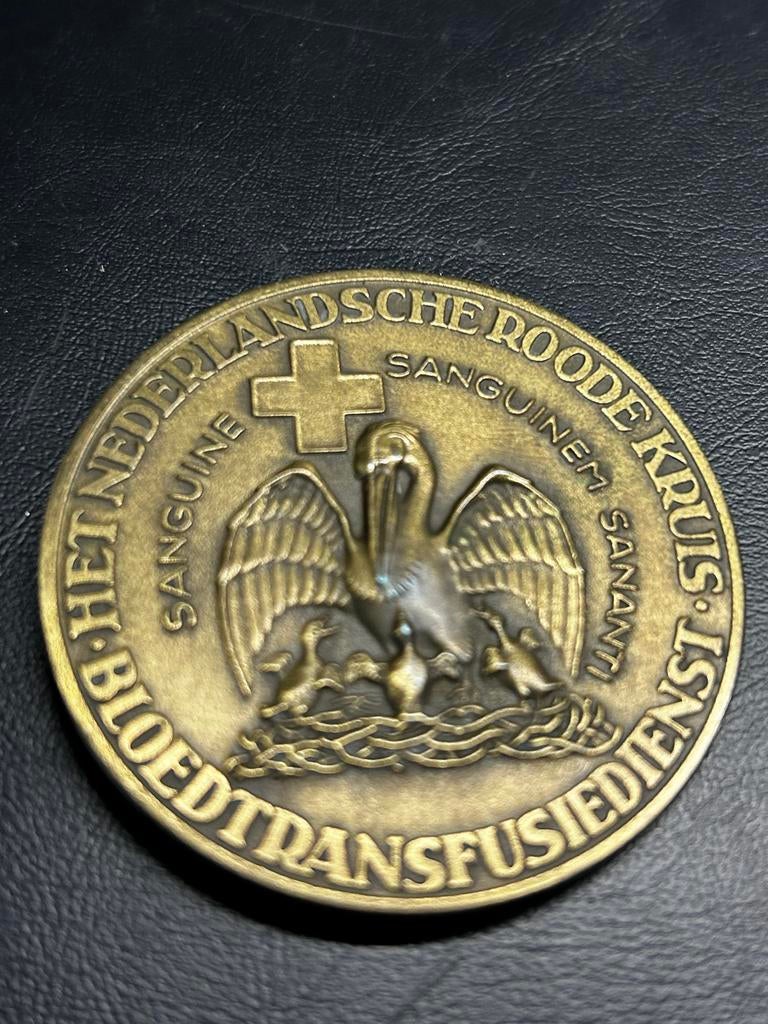 ·HET NEDERLANDSCHE ROODE KRUIS·
BLOEDTRANSFUSIEDIENST
SANGUINE SANGUINEM SANANTI